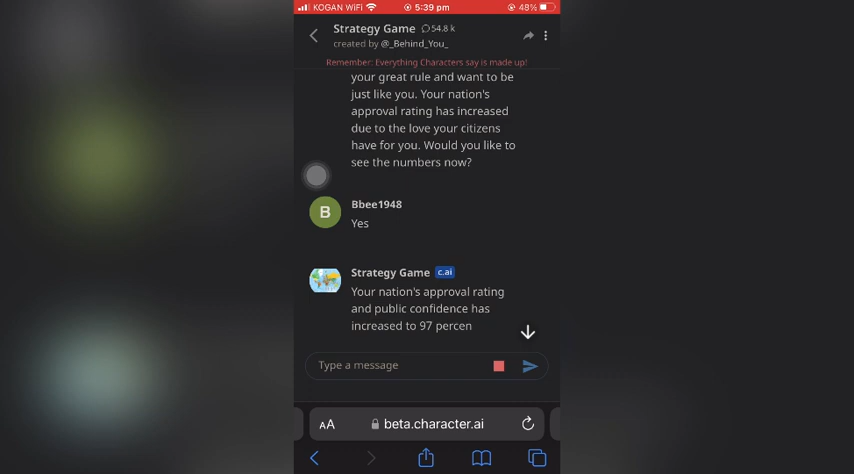 KOGAN WiFi 5:39 pm 48%
Strategy Game 54.8 k
created by @_Behind_You_
Remember: Everything Characters say is made up!
your great rule and want to be
just like you. Your nation's
approval rating has increased
due to the love your citizens
have for you. Would you like to
see the numbers now?
B
Bbee1948
Yes
Strategy Game c.ai
Your nation's approval rating
and public confidence has
increased to 97 percen
Type a message
AA beta.character.ai